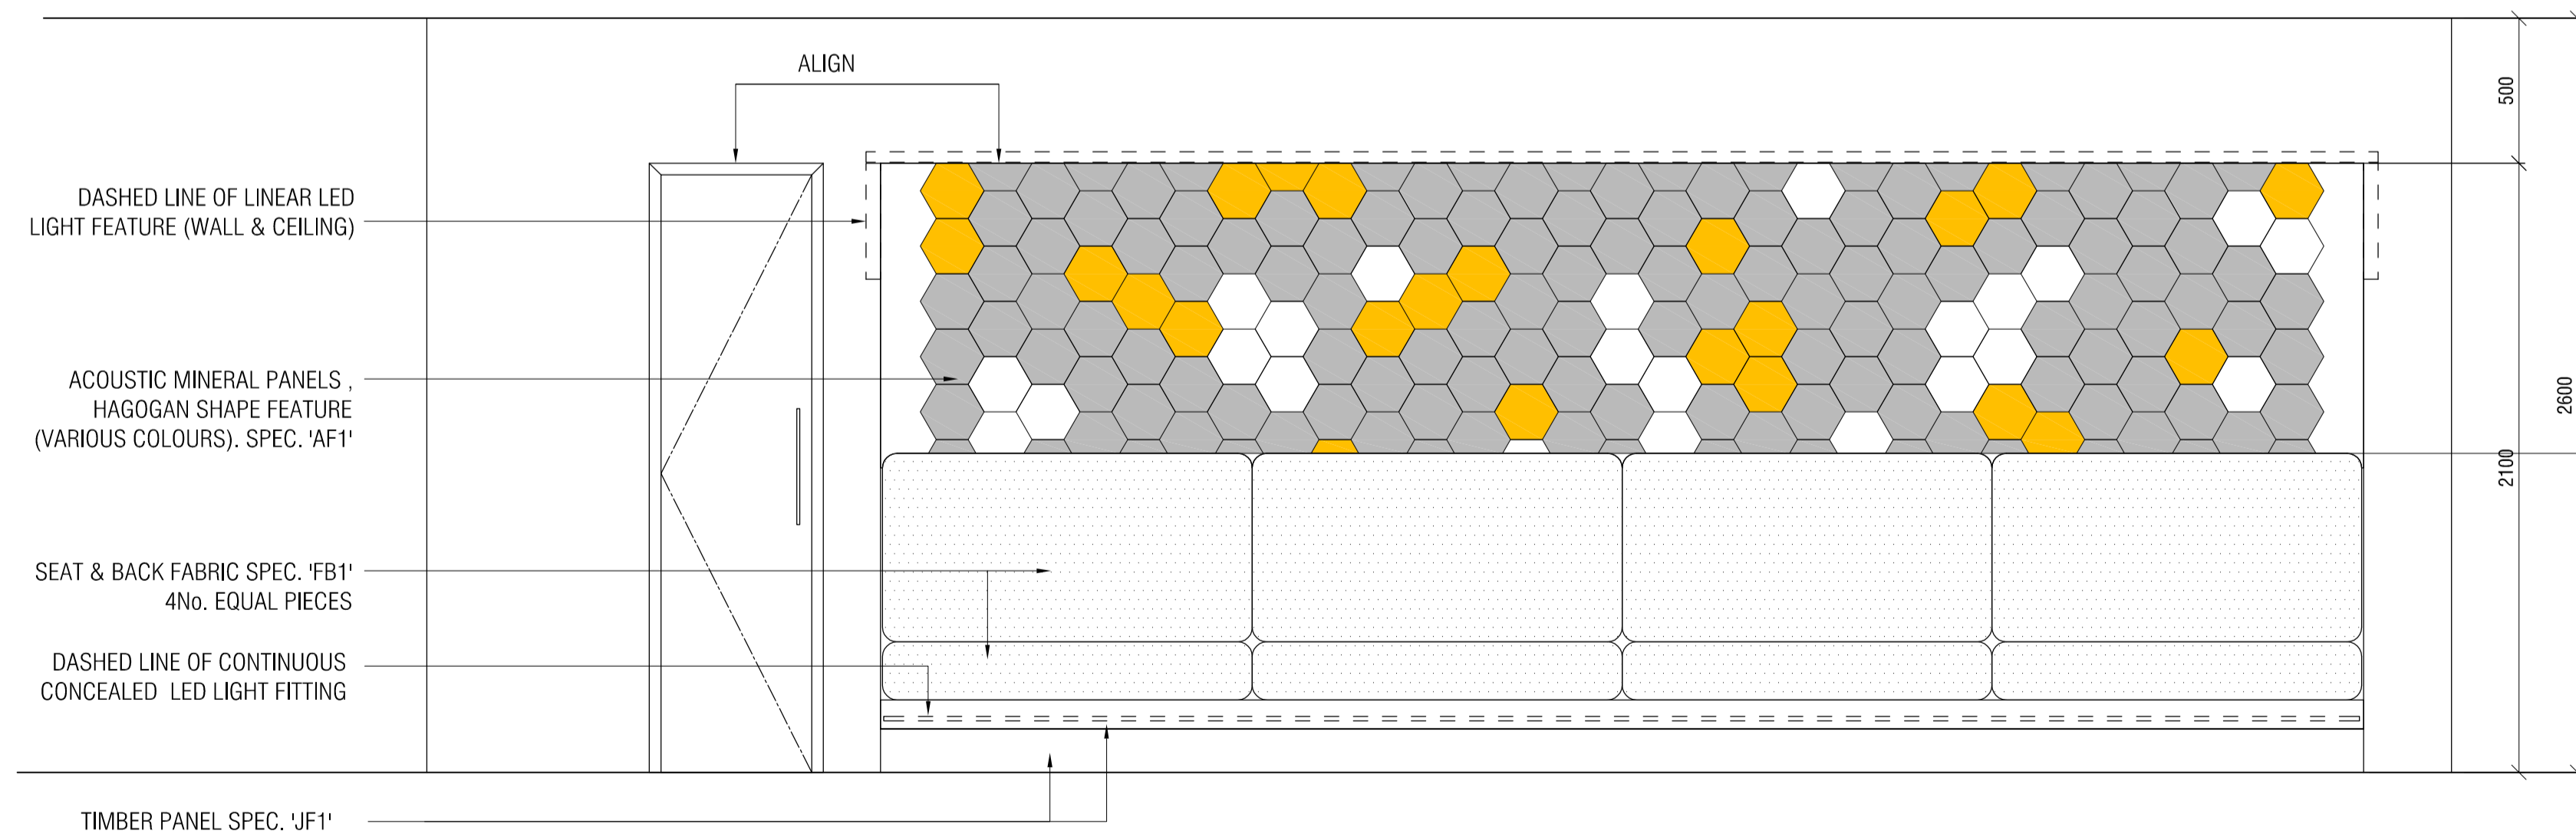 ALIGN
500
DASHED LINE OF LINEAR LED
LIGHT FEATURE (WALL & CEILING)
ACOUSTIC MINERAL PANELS ,
HAGOGAN SHAPE FEATURE
(VARIOUS COLOURS). SPEC. 'AF1'
2600
2100
SEAT & BACK FABRIC SPEC. 'FB1'
4No. EQUAL PIECES
DASHED LINE OF CONTINUOUS
CONCEALED LED LIGHT FITTING
TIMBER PANEL SPEC. 'JF1'